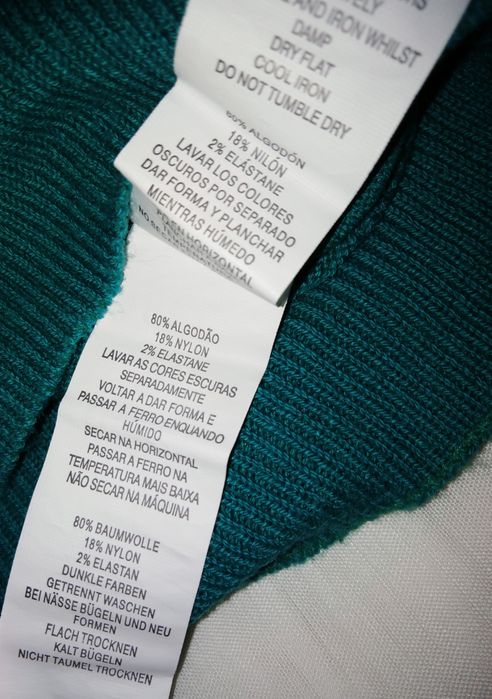 AND IRON WHILST
DAMP
DRY FLAT
COOL IRON
DO NOT TUMBLE DRY
80% ALGODÓN
18% NILÓN
2% ELÁSTANE
LAVAR LOS COLORES
OSCUROS POR SEPARADO
DAR FORMA Y PLANCHAR
MIENTRAS HÚMEDO
HORIZONTAL
80% ALGODÃO
18% NYLON
2% ELASTANE
LAVAR AS CORES ESCURAS
SEPARADAMENTE
VOLTAR A DAR FORMA E
PASSAR A FERRO ENQUANDO
HÚMIDO
SECAR NA HORIZONTAL
PASSAR A FERRO NA
TEMPERATURA MAIS BAIXA
NÃO SECAR NA MÁQUINA
80% BAUMWOLLE
18% NYLON
2% ELASTAN
DUNKLE FARBEN
GETRENNT WASCHEN
BEI NÄSSE BÜGELN UND NEU
FORMEN
FLACH TROCKNEN
KALT BÜGELN
NICHT TAUMEL TROCKNEN